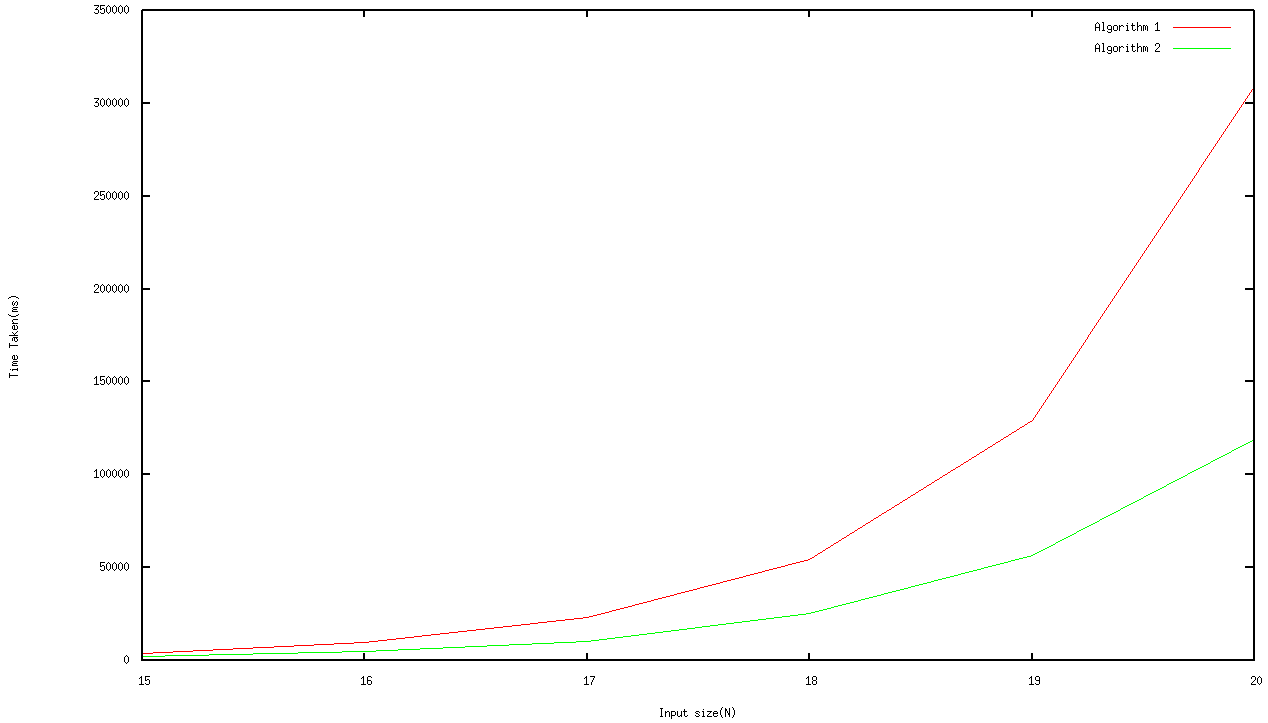 350000
Algorithm 1
Algorithm 2
300000
250000
200000
Time Taken(ms)
150000
100000
50000
0
15 16 17 18 19 20
Input size(N)